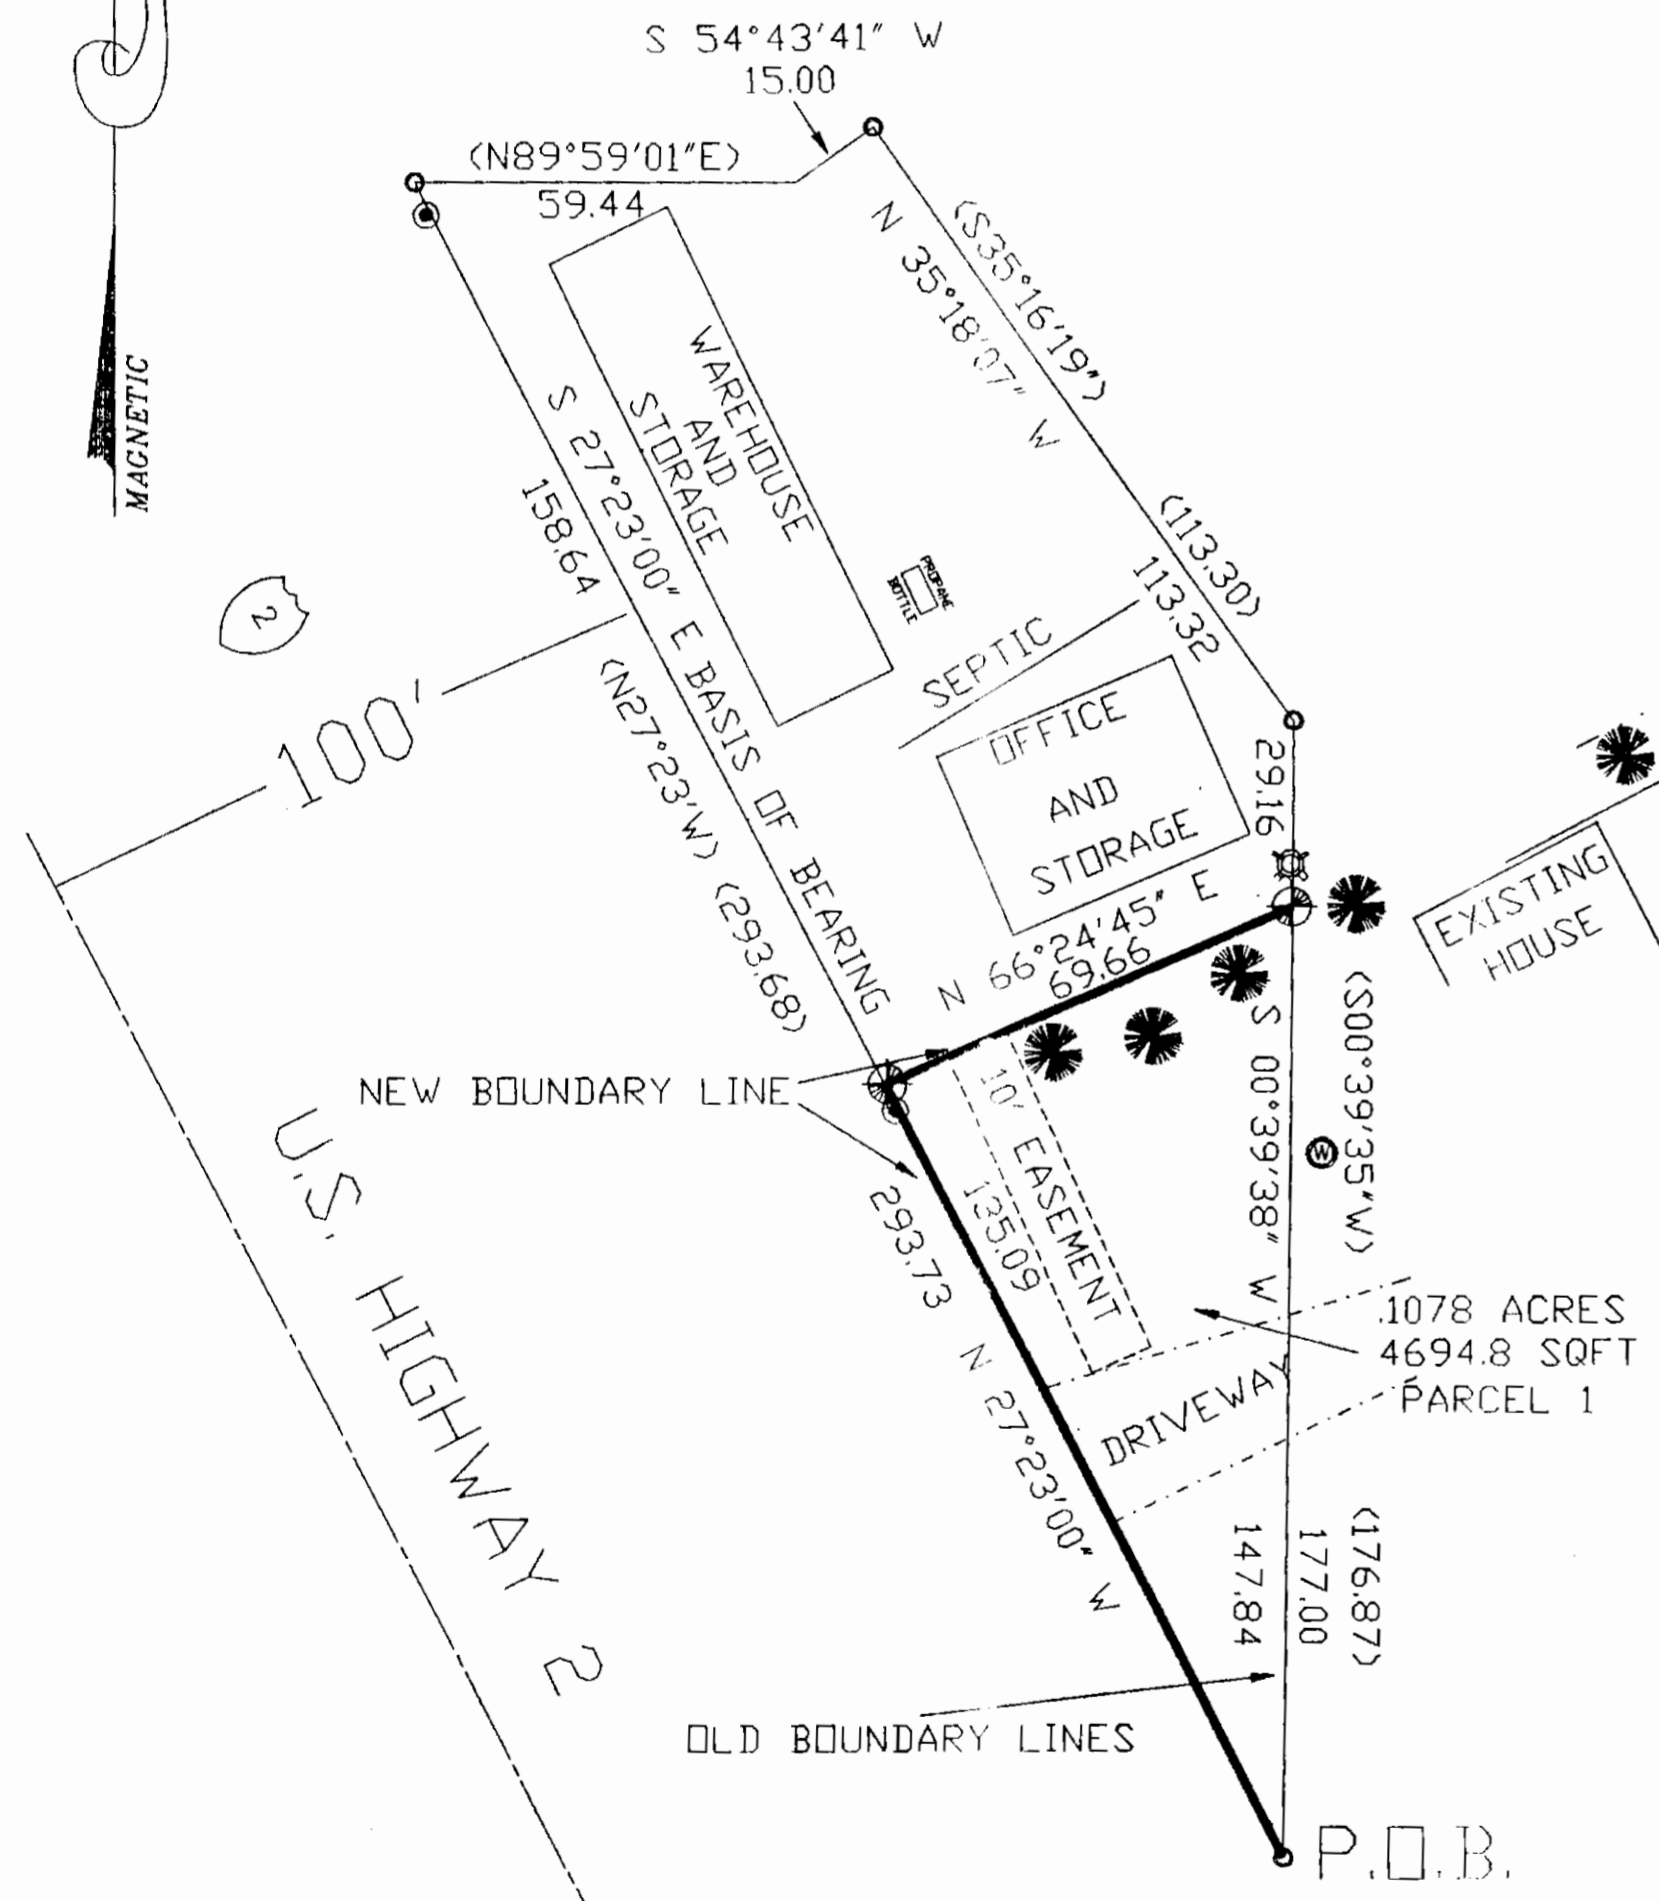 S 54°43'41" W
15.00
(N89°59'01"E)
59.44
MAGNETIC
N 35°18'07" W
(S35°16'19")
(113.30)
113.32
WAREHOUSE
AND
STORAGE
S 27°23'00" E BASIS OF BEARING
158.64
(N27°23'W) (293.68)
PROPANE
BOTTLE
2
100'
SEPTIC
OFFICE
AND
STORAGE
29.16
N 66°24'45" E
69.66
EXISTING
HOUSE
NEW BOUNDARY LINE
10' EASEMENT
135.09
293.73
N 27°23'00" W
S 00°39'38" W
(S00°39'35"W)
W
.1078 ACRES
4694.8 SQFT
PARCEL 1
DRIVEWAY
U.S. HIGHWAY 2
(176.87)
177.00
147.84
OLD BOUNDARY LINES
P.O.B.